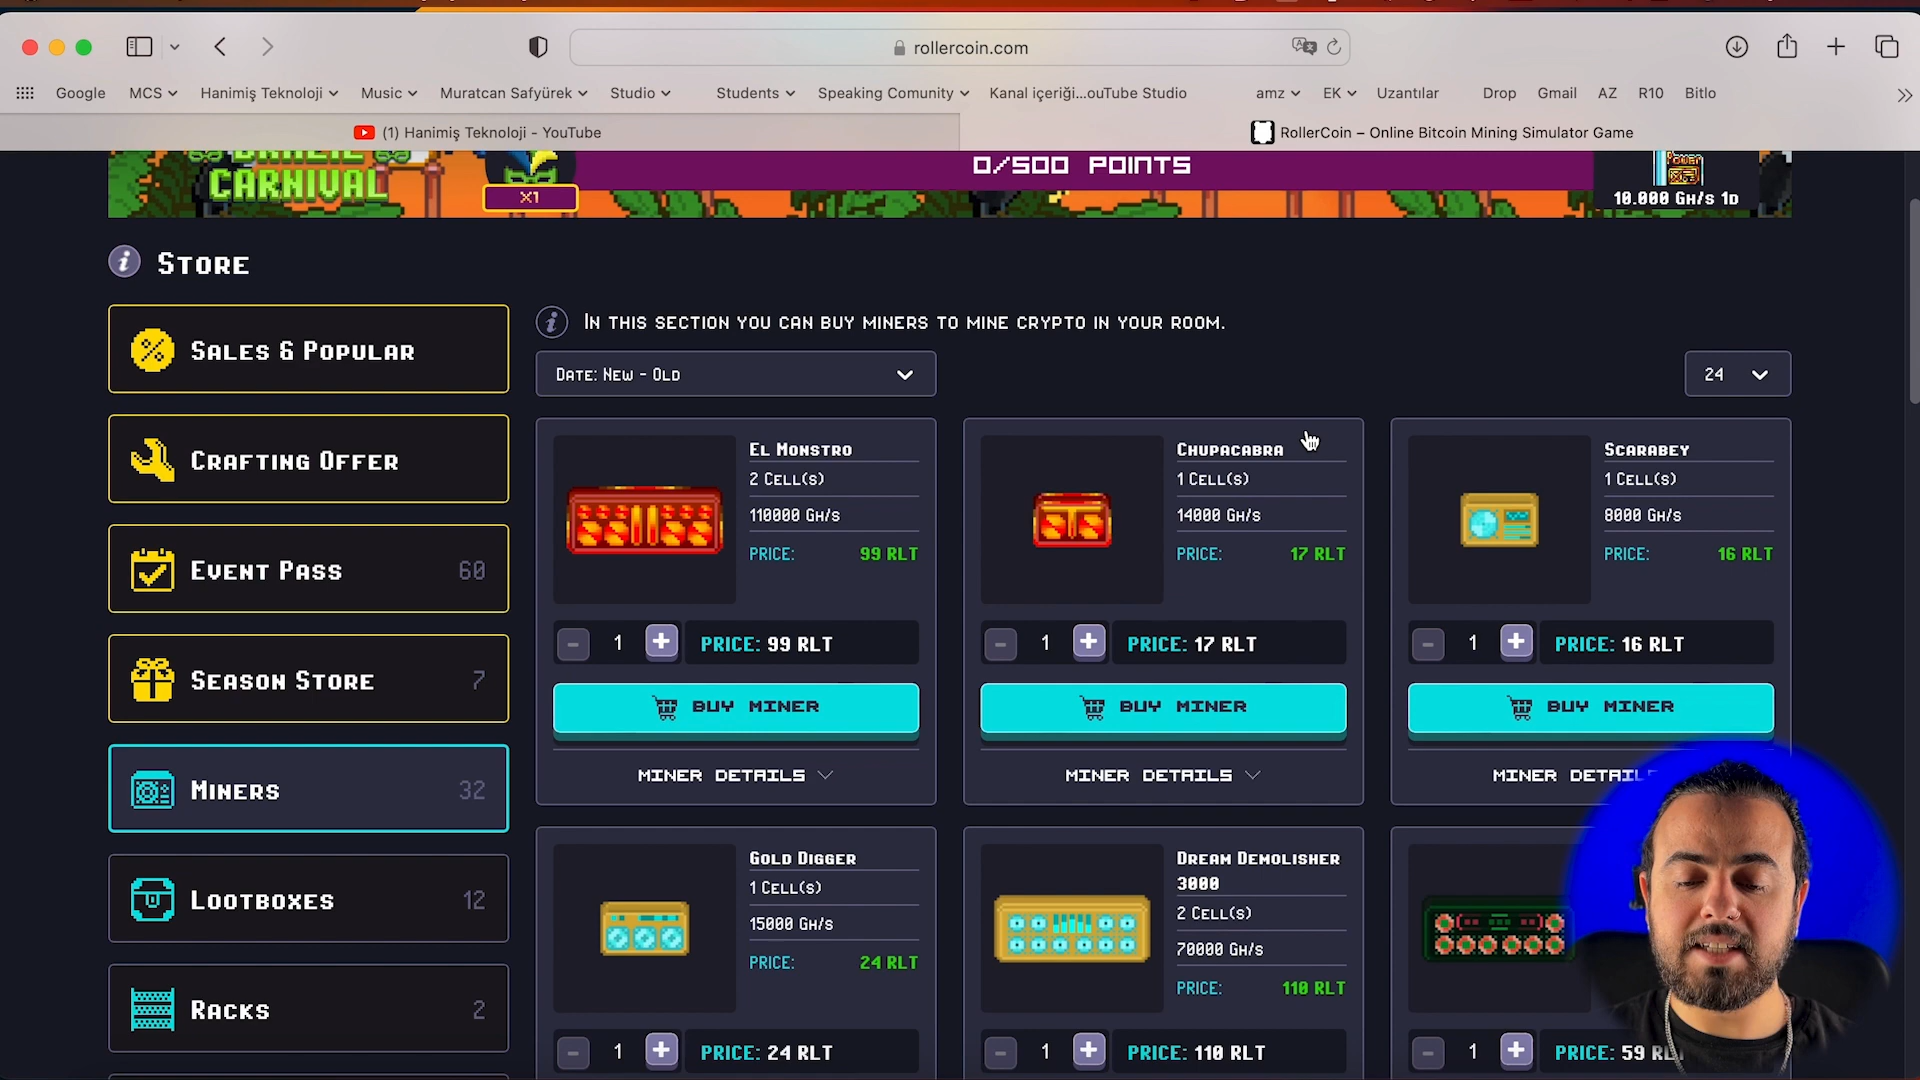 rollercoin.com
Google MCS Hanimiş Teknoloji Music Muratcan Safyürek Studio Students Speaking Comunity Kanal içeriği...ouTube Studio amz EK Uzantılar Drop Gmail AZ R10 Bitlo
(1) Hanimiş Teknoloji - YouTube
RollerCoin – Online Bitcoin Mining Simulator Game
CARNIVAL
X1
0/500 POINTS
10.000 GH/S 1D
STORE
SALES & POPULAR
CRAFTING OFFER
EVENT PASS 60
SEASON STORE 7
MINERS 32
LOOTBOXES 12
RACKS 2
IN THIS SECTION YOU CAN BUY MINERS TO MINE CRYPTO IN YOUR ROOM.
DATE: NEW - OLD
24
EL MONSTRO
2 CELL(S)
110000 GH/S
PRICE: 99 RLT
1 PRICE: 99 RLT
BUY MINER
MINER DETAILS
CHUPACABRA
1 CELL(S)
14000 GH/S
PRICE: 17 RLT
1 PRICE: 17 RLT
BUY MINER
MINER DETAILS
SCARABEY
1 CELL(S)
8000 GH/S
PRICE: 16 RLT
1 PRICE: 16 RLT
BUY MINER
MINER
GOLD DIGGER
1 CELL(S)
15000 GH/S
PRICE: 24 RLT
1 PRICE: 24 RLT
DREAM DEMOLISHER
3000
2 CELL(S)
70000 GH/S
PRICE: 110 RLT
1 PRICE: 110 RLT
1 PRICE: 59